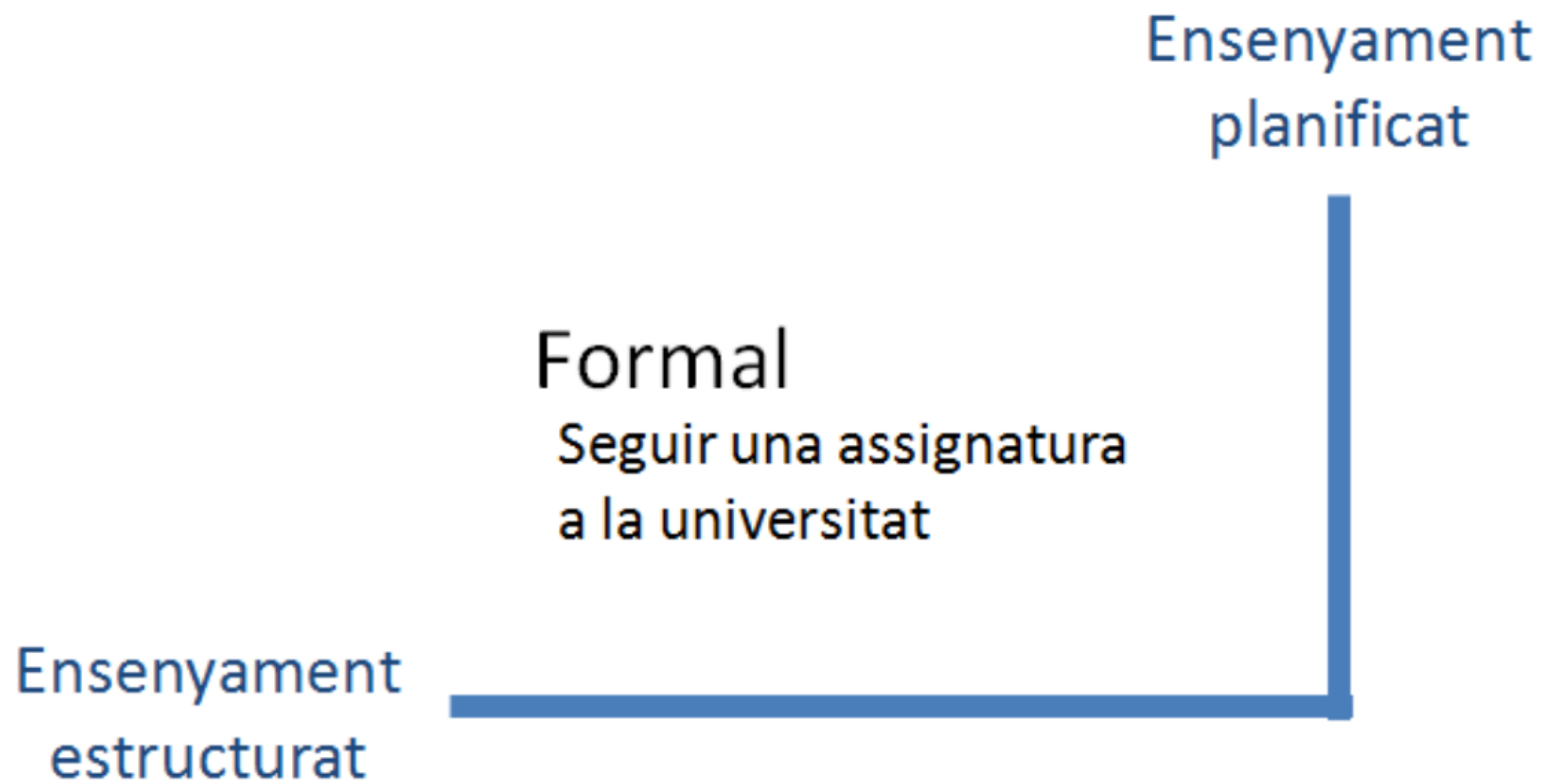 Ensenyament
planificat
Formal
Seguir una assignatura
a la universitat
Ensenyament
estructurat